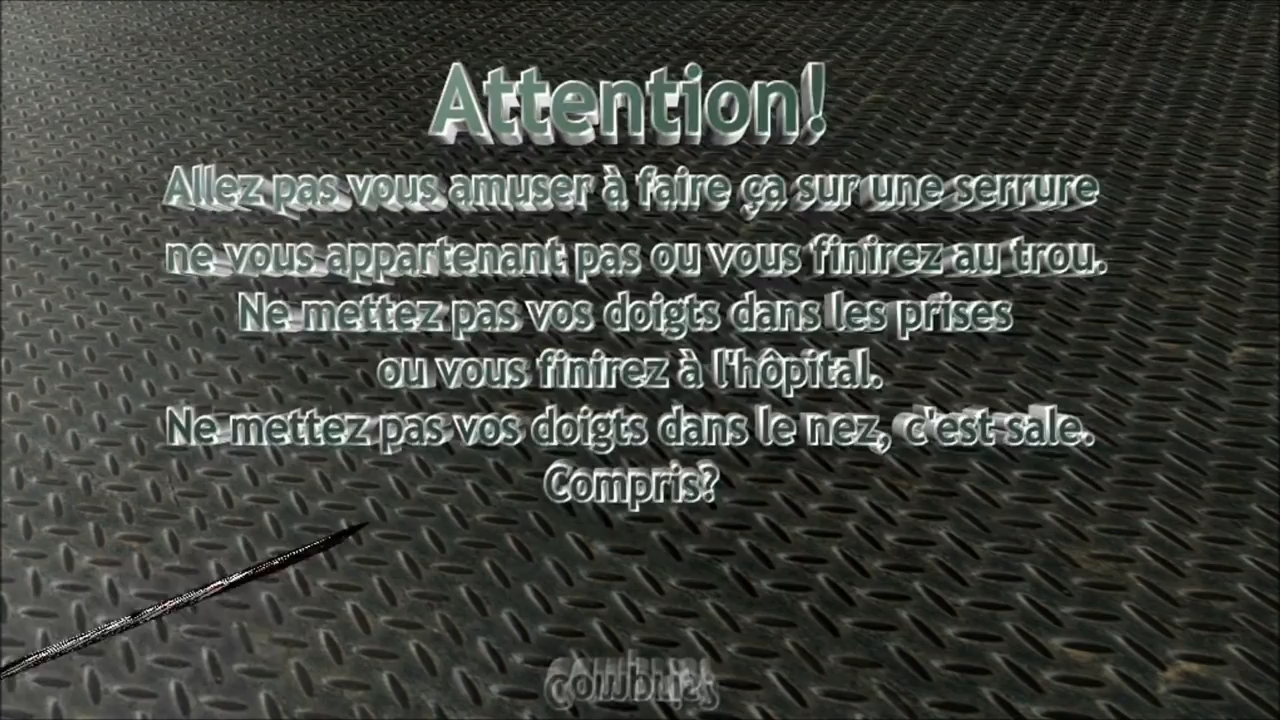 Attention!
Allez pas vous amuser à faire ça sur une serrure
ne vous appartenant pas ou vous finirez au trou.
Ne mettez pas vos doigts dans les prises
ou vous finirez à l'hôpital.
Ne mettez pas vos doigts dans le nez, c'est sale.
Compris?